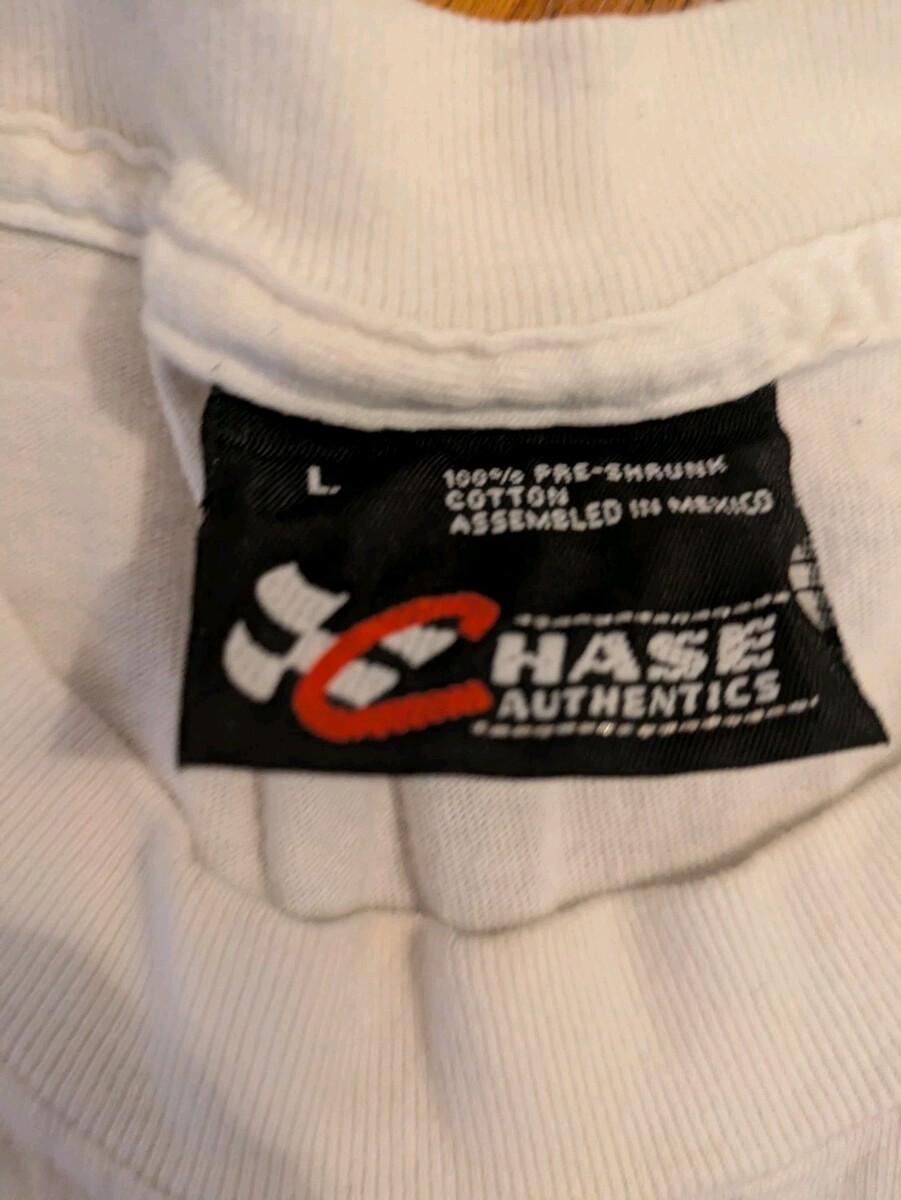 L
100% PRE-SHRUNK
COTTON
ASSEMBLED IN MEXICO
CHASE
AUTHENTICS